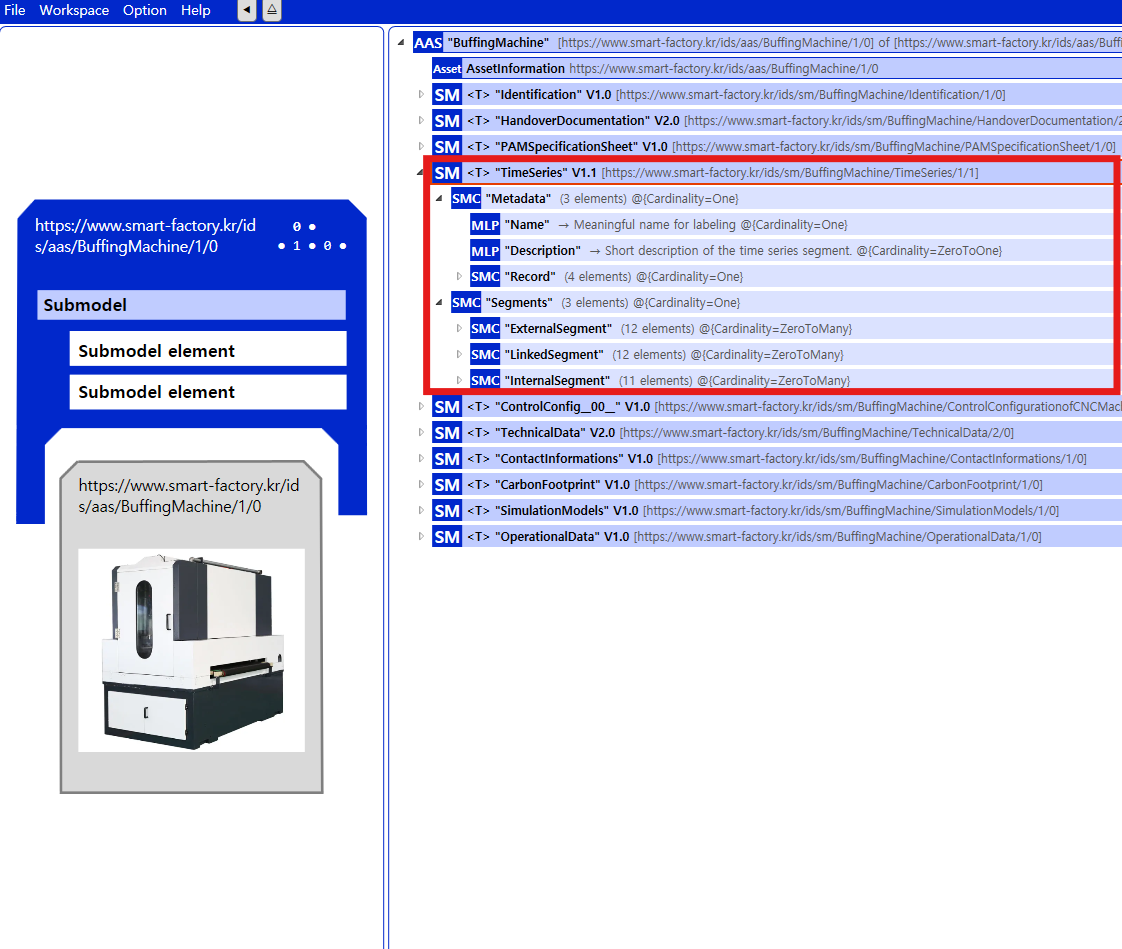 File Workspace Option Help
https://www.smart-factory.kr/id
s/aas/BuffingMachine/1/0
0
1 0
Submodel
Submodel element
Submodel element
https://www.smart-factory.kr/id
s/aas/BuffingMachine/1/0
AAS "BuffingMachine" [https://www.smart-factory.kr/ids/aas/BuffingMachine/1/0] of [https://www.smart-factory.kr/ids/aas/Buffi
Asset AssetInformation https://www.smart-factory.kr/ids/aas/BuffingMachine/1/0
SM <T> "Identification" V1.0 [https://www.smart-factory.kr/ids/sm/BuffingMachine/Identification/1/0]
SM <T> "HandoverDocumentation" V2.0 [https://www.smart-factory.kr/ids/sm/BuffingMachine/HandoverDocumentation/2
SM <T> "PAMSpecificationSheet" V1.0 [https://www.smart-factory.kr/ids/sm/BuffingMachine/PAMSpecificationSheet/1/0]
SM <T> "TimeSeries" V1.1 [https://www.smart-factory.kr/ids/sm/BuffingMachine/TimeSeries/1/1]
SMC "Metadata" (3 elements) @{Cardinality=One}
MLP "Name" → Meaningful name for labeling @{Cardinality=One}
MLP "Description" → Short description of the time series segment. @{Cardinality=ZeroToOne}
SMC "Record" (4 elements) @{Cardinality=One}
SMC "Segments" (3 elements) @{Cardinality=One}
SMC "ExternalSegment" (12 elements) @{Cardinality=ZeroToMany}
SMC "LinkedSegment" (12 elements) @{Cardinality=ZeroToMany}
SMC "InternalSegment" (11 elements) @{Cardinality=ZeroToMany}
SM <T> "ControlConfig__00__" V1.0 [https://www.smart-factory.kr/ids/sm/BuffingMachine/ControlConfigurationofCNCMach
SM <T> "TechnicalData" V2.0 [https://www.smart-factory.kr/ids/sm/BuffingMachine/TechnicalData/2/0]
SM <T> "ContactInformations" V1.0 [https://www.smart-factory.kr/ids/sm/BuffingMachine/ContactInformations/1/0]
SM <T> "CarbonFootprint" V1.0 [https://www.smart-factory.kr/ids/sm/BuffingMachine/CarbonFootprint/1/0]
SM <T> "SimulationModels" V1.0 [https://www.smart-factory.kr/ids/sm/BuffingMachine/SimulationModels/1/0]
SM <T> "OperationalData" V1.0 [https://www.smart-factory.kr/ids/sm/BuffingMachine/OperationalData/1/0]